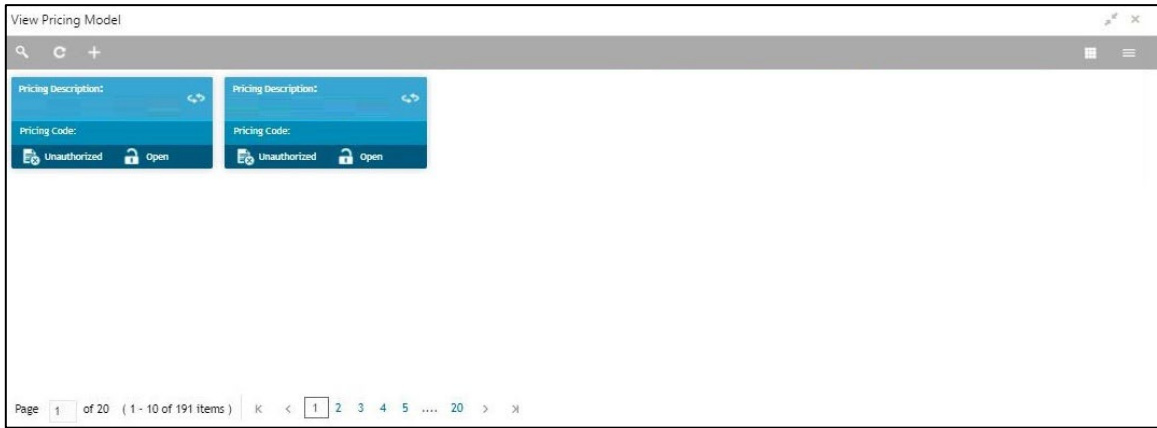 View Pricing Model
Pricing Description: Pricing Description:
Pricing Code: Pricing Code:
Unauthorized Open Unauthorized Open
Page 1 of 20 ( 1 - 10 of 191 items ) 1 2 3 4 5 .... 20